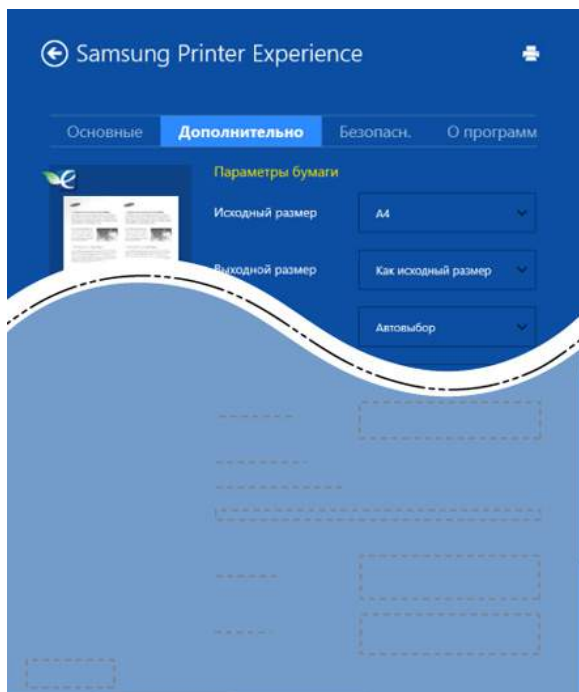 Samsung Printer Experience
Основные Дополнительно Безопасн. О программ
Параметры бумаги
Исходный размер A4
Выходной размер Как исходный размер
Автовыбор